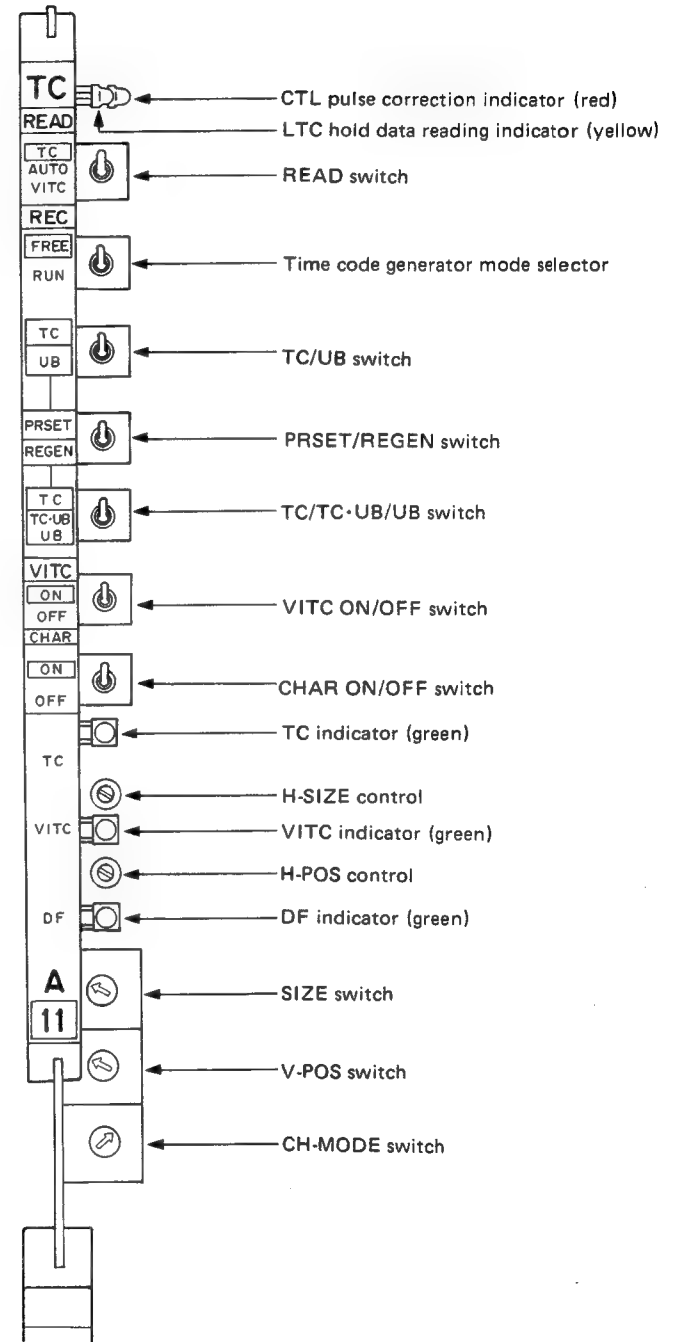 TC
CTL pulse correction indicator (red)
LTC hold data reading indicator (yellow)
READ
TC
AUTO
VITC
READ switch
REC
FREE
RUN
Time code generator mode selector
TC
UB
TC/UB switch
PRSET
REGEN
PRSET/REGEN switch
TC
TC·UB
UB
TC/TC·UB/UB switch
VITC
ON
OFF
VITC ON/OFF switch
CHAR
ON
OFF
CHAR ON/OFF switch
TC indicator (green)
TC
H-SIZE control
VITC
VITC indicator (green)
H-POS control
DF
DF indicator (green)
A
11
SIZE switch
V-POS switch
CH-MODE switch